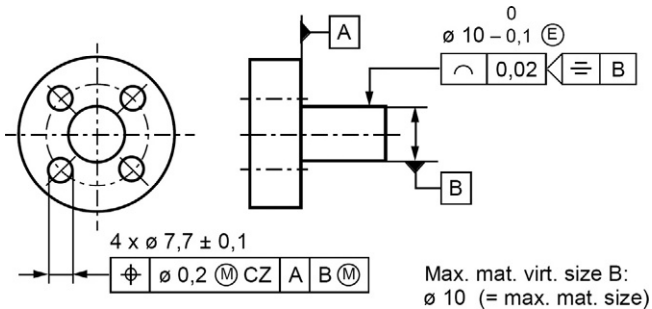 A
0
ø 10 – 0,1 Ⓔ
⌒ 0,02 ⌯ B
B
4 x ø 7,7 ± 0,1
⌖ ø 0,2 Ⓜ CZ A B Ⓜ
Max. mat. virt. size B:
ø 10 (= max. mat. size)